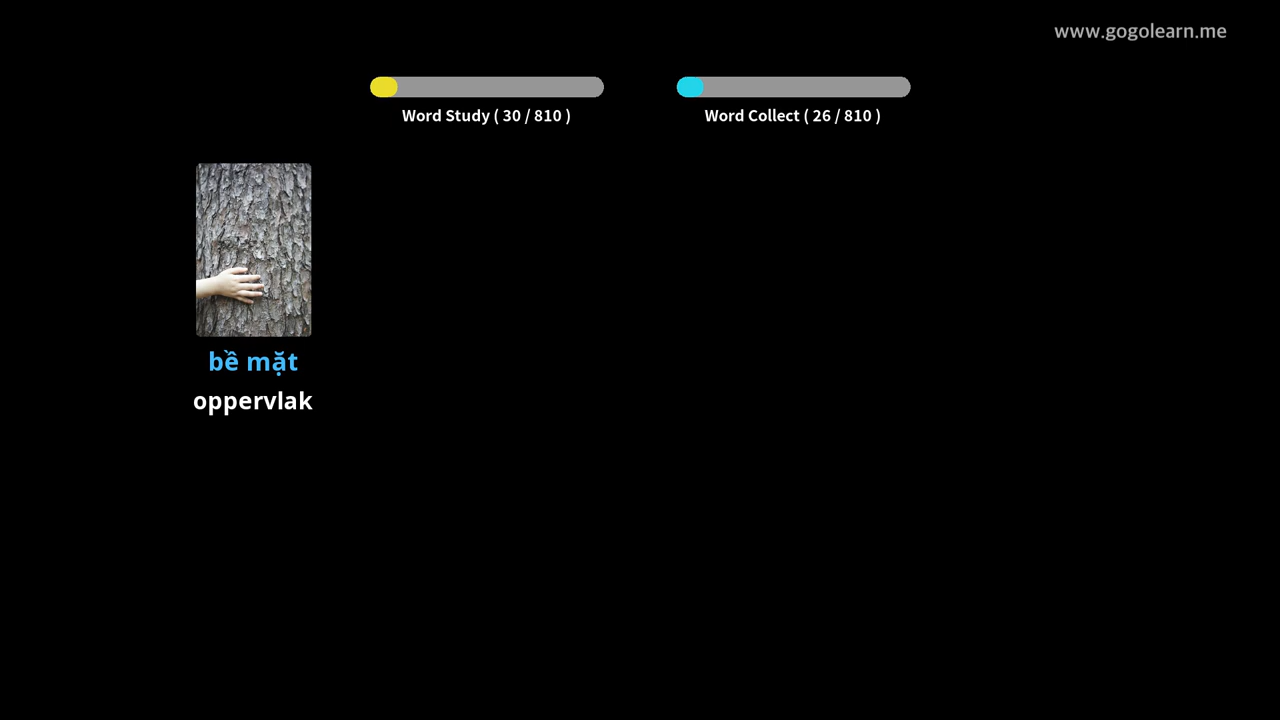 www.gogolearn.me
Word Study ( 30 / 810 )
Word Collect ( 26 / 810 )
bề mặt
oppervlak